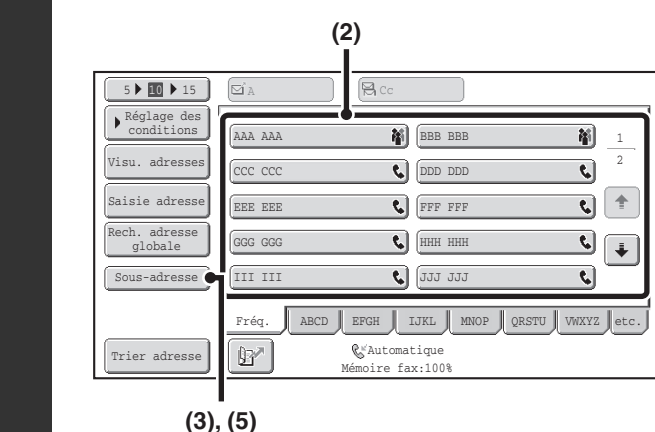 (2)
5 10 15
A
Cc
Réglage des
conditions
Visu. adresses
Saisie adresse
Rech. adresse
globale
Sous-adresse
Trier adresse
AAA AAA
BBB BBB
CCC CCC
DDD DDD
EEE EEE
FFF FFF
GGG GGG
HHH HHH
III III
JJJ JJJ
1
2
Fréq. ABCD EFGH IJKL MNOP QRSTU VWXYZ etc.
Automatique
Mémoire fax:100%
(3), (5)